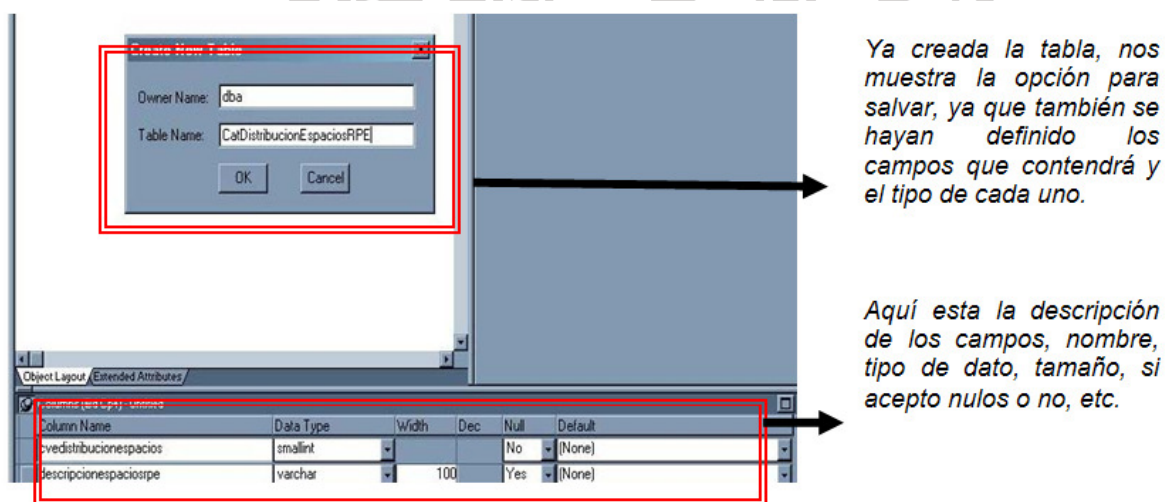 Create New Table
Owner Name: dba
Table Name: CatDistribucionEspaciosRPE
OK Cancel
Ya creada la tabla, nos
muestra la opción para
salvar, ya que también se
hayan definido los
campos que contendrá y
el tipo de cada uno.
Object Layout Extended Attributes
Column Name Data Type Width Dec Null Default
cvedistribucionespacios smallint No (None)
descripcionespaciosrpe varchar 100 Yes (None)
Aquí esta la descripción
de los campos, nombre,
tipo de dato, tamaño, si
acepto nulos o no, etc.